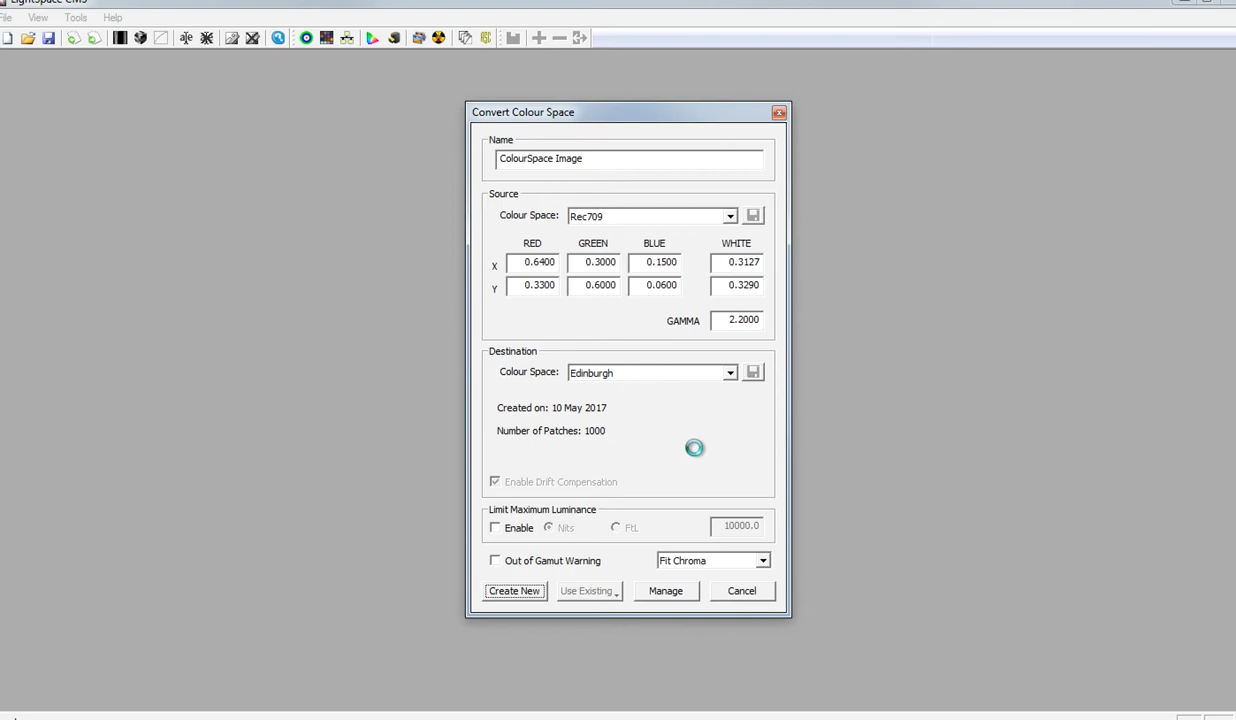 LightSpace CMS
File View Tools Help
Convert Colour Space
Name
ColourSpace Image
Source
Colour Space: Rec709
RED GREEN BLUE WHITE
X 0.6400 0.3000 0.1500 0.3127
Y 0.3300 0.6000 0.0600 0.3290
GAMMA 2.2000
Destination
Colour Space: Edinburgh
Created on: 10 May 2017
Number of Patches: 1000
Enable Drift Compensation
Limit Maximum Luminance
Enable Nits FtL 10000.0
Out of Gamut Warning Fit Chroma
Create New Use Existing Manage Cancel